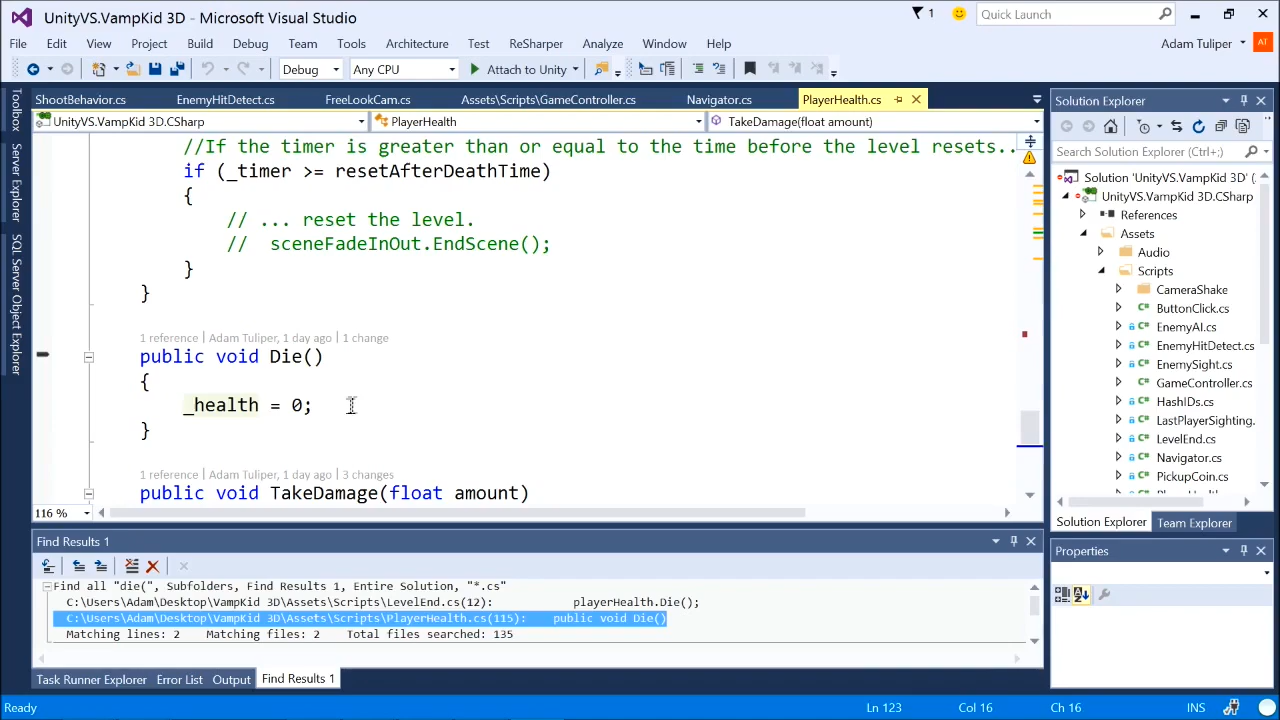 UnityVS.VampKid 3D - Microsoft Visual Studio
1
Quick Launch
File Edit View Project Build Debug Team Tools Architecture Test ReSharper Analyze Window Help
Adam Tuliper
AT
Debug
Any CPU
Attach to Unity
ShootBehavior.cs EnemyHitDetect.cs FreeLookCam.cs Assets\Scripts\GameController.cs Navigator.cs PlayerHealth.cs
UnityVS.VampKid 3D.CSharp
PlayerHealth
TakeDamage(float amount)
Toolbox
Server Explorer
SQL Server Object Explorer
//If the timer is greater than or equal to the time before the level resets..
if (_timer >= resetAfterDeathTime)
{
// ... reset the level.
// sceneFadeInOut.EndScene();
}
}
1 reference | Adam Tuliper, 1 day ago | 1 change
public void Die()
{
_health = 0;
}
1 reference | Adam Tuliper, 1 day ago | 3 changes
public void TakeDamage(float amount)
116 %
Find Results 1
Find all "die(", Subfolders, Find Results 1, Entire Solution, "*.cs"
C:\Users\Adam\Desktop\VampKid 3D\Assets\Scripts\LevelEnd.cs(12): playerHealth.Die();
C:\Users\Adam\Desktop\VampKid 3D\Assets\Scripts\PlayerHealth.cs(115): public void Die()
Matching lines: 2 Matching files: 2 Total files searched: 135
Task Runner Explorer Error List Output Find Results 1
Solution Explorer
Search Solution Explorer (Ctrl+;)
Solution 'UnityVS.VampKid 3D' (
UnityVS.VampKid 3D.CSharp
References
Assets
Audio
Scripts
CameraShake
ButtonClick.cs
EnemyAI.cs
EnemyHitDetect.cs
EnemySight.cs
GameController.cs
HashIDs.cs
LastPlayerSighting.
LevelEnd.cs
Navigator.cs
PickupCoin.cs
Solution Explorer Team Explorer
Properties
Ready
Ln 123
Col 16
Ch 16
INS